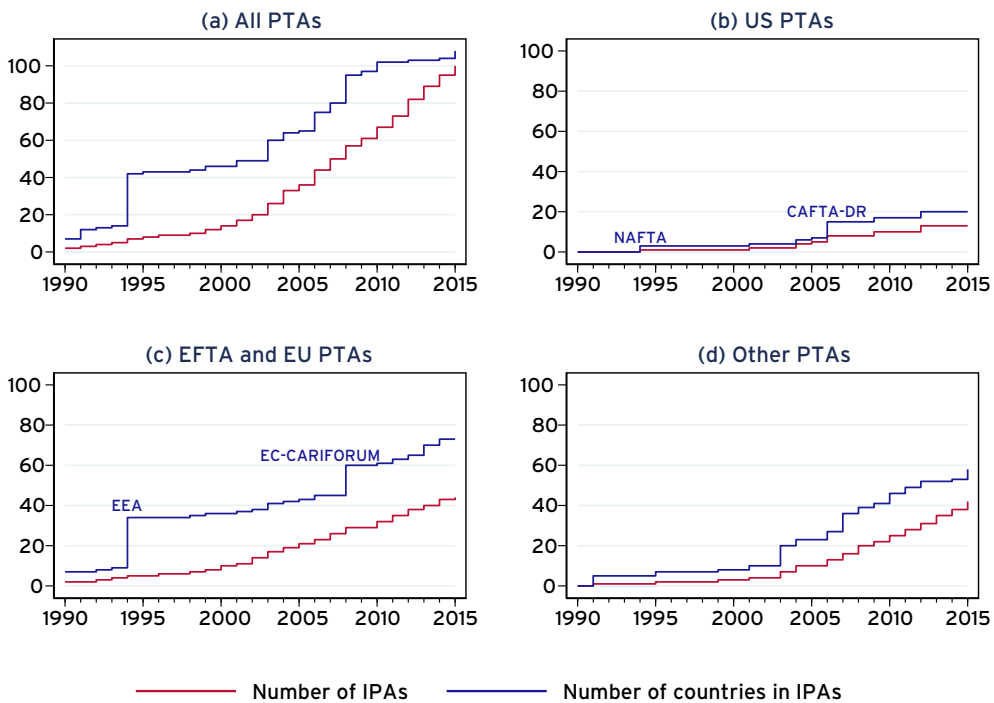 (a) All PTAs
100
80
60
40
20
0
1990 1995 2000 2005 2010 2015
(b) US PTAs
100
80
60
40
20
0
CAFTA-DR
NAFTA
1990 1995 2000 2005 2010 2015
(c) EFTA and EU PTAs
100
80
60
40
20
0
EC-CARIFORUM
EEA
1990 1995 2000 2005 2010 2015
(d) Other PTAs
100
80
60
40
20
0
1990 1995 2000 2005 2010 2015
Number of IPAs Number of countries in IPAs